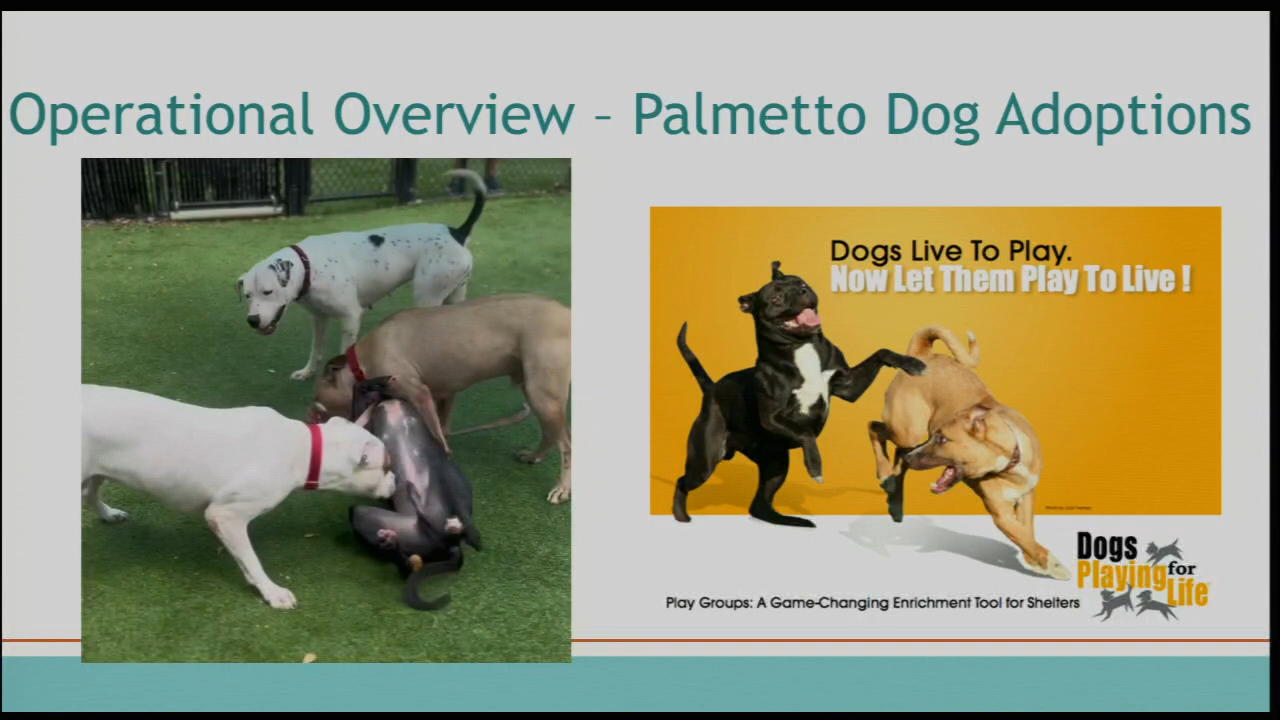 Operational Overview – Palmetto Dog Adoptions
Dogs Live To Play.
Now Let Them Play To Live !
Dogs
Playing for
Life
Play Groups: A Game-Changing Enrichment Tool for Shelters